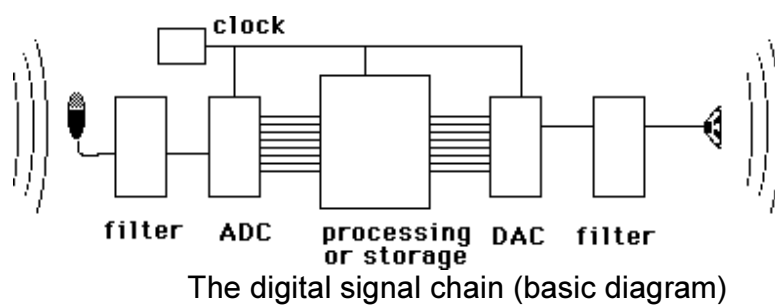 clock
filter ADC processing or storage DAC filter
The digital signal chain (basic diagram)